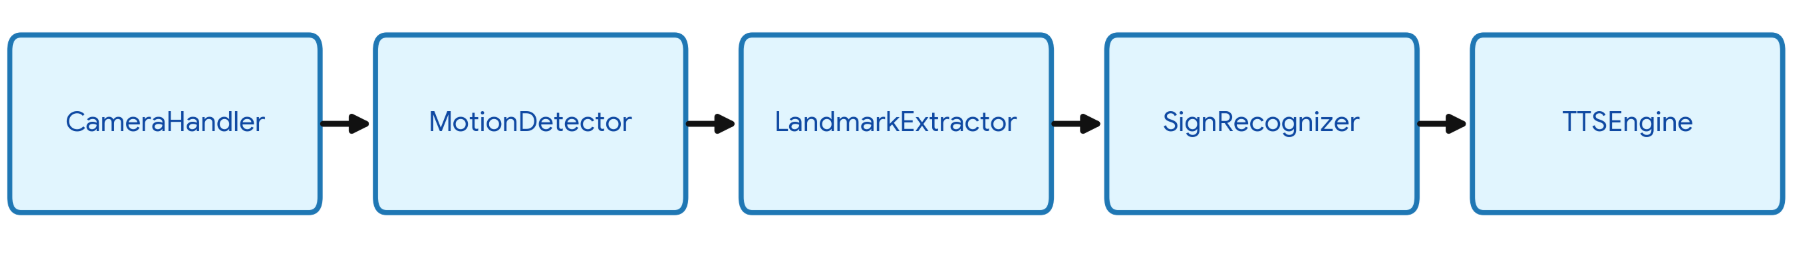 CameraHandler
MotionDetector
LandmarkExtractor
SignRecognizer
TTSEngine